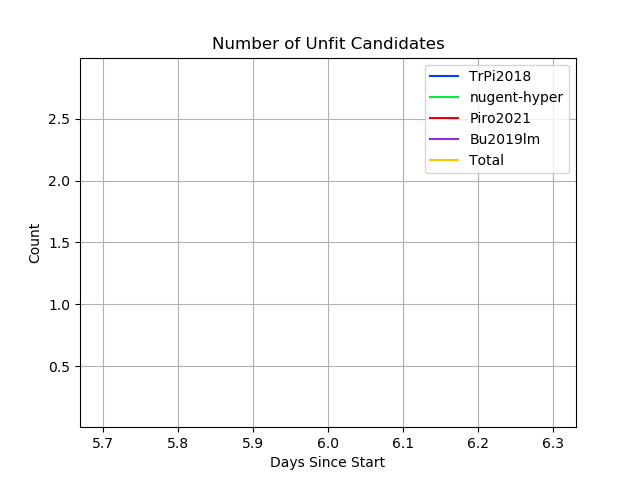 Number of Unfit Candidates
TrPi2018
nugent-hyper
Piro2021
Bu2019lm
Total
Count
2.5
2.0
1.5
1.0
0.5
5.7 5.8 5.9 6.0 6.1 6.2 6.3
Days Since Start